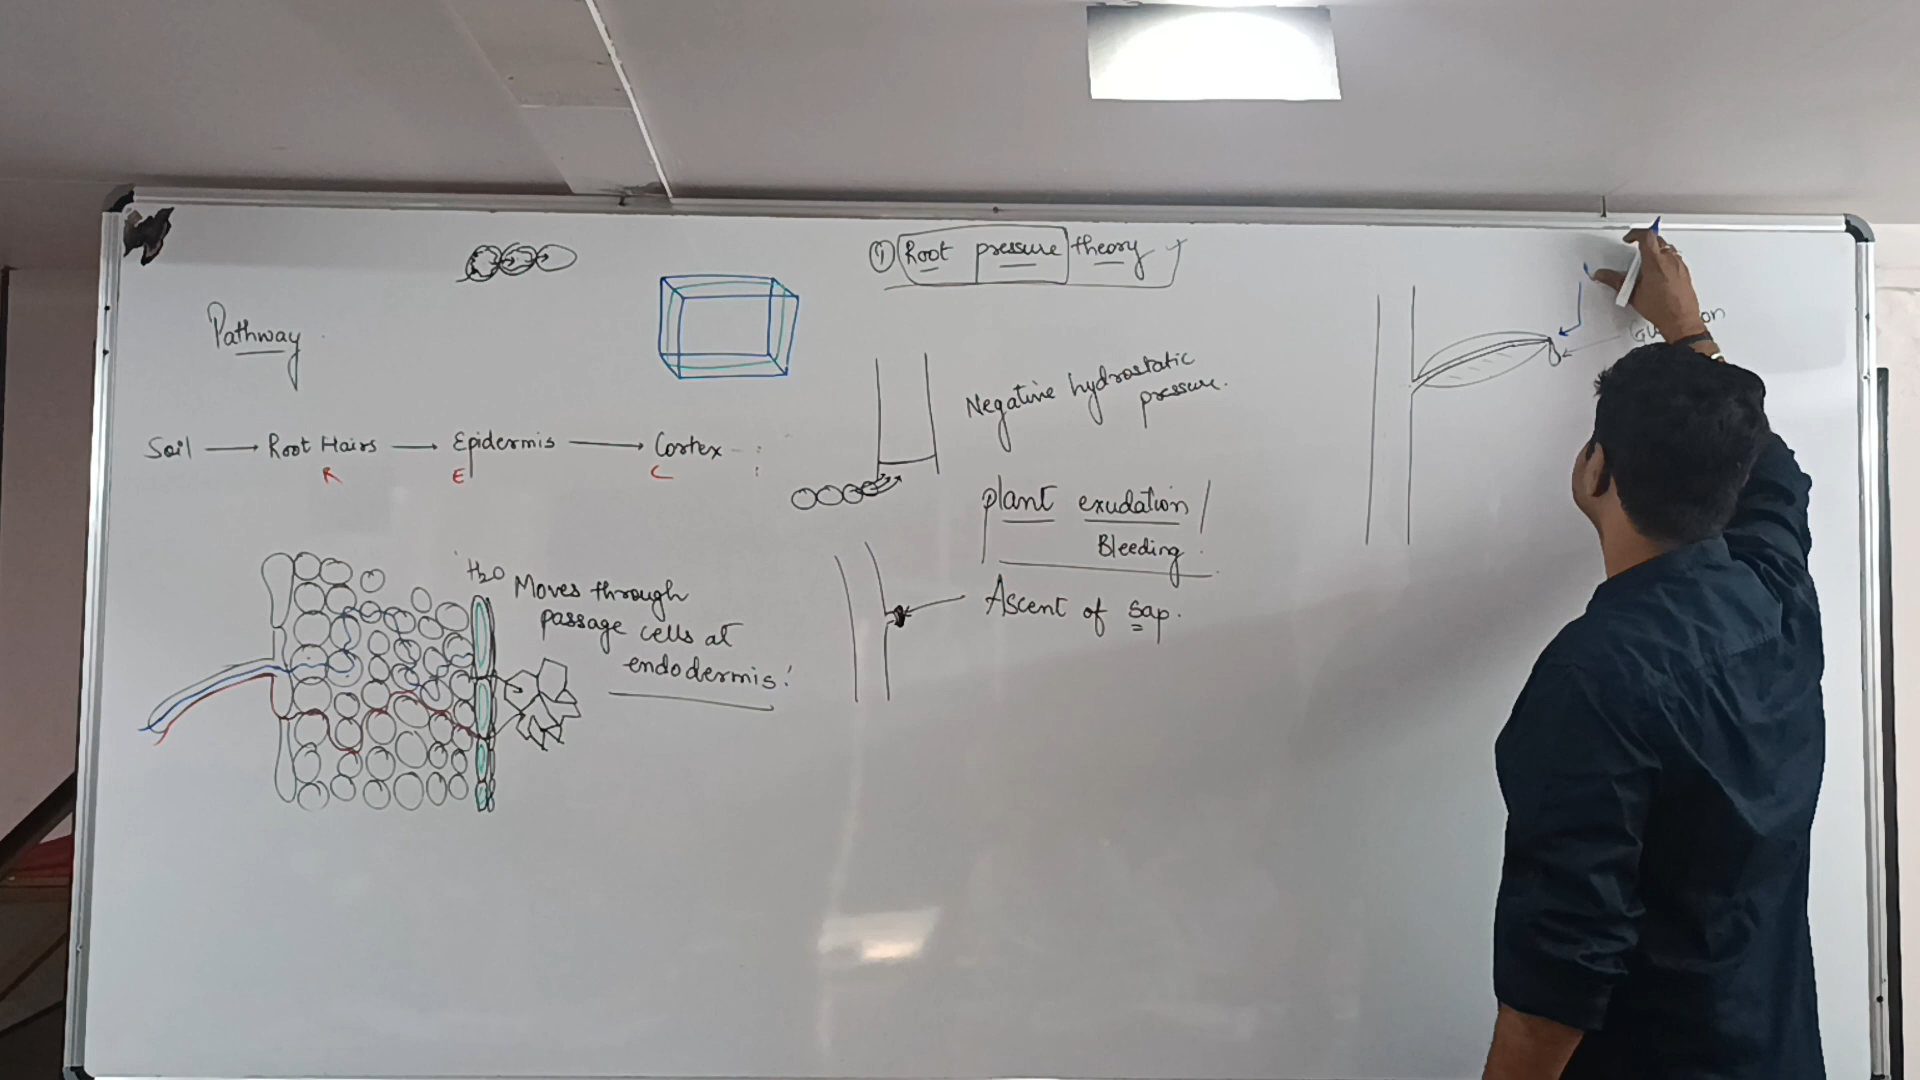 Pathway
Soil → Root Hairs → Epidermis → Cortex
R E C
H2O Moves through
passage cells at
endodermis!
① Root pressure theory
Negative hydrostatic
pressure.
plant exudation /
Bleeding.
Ascent of sap.